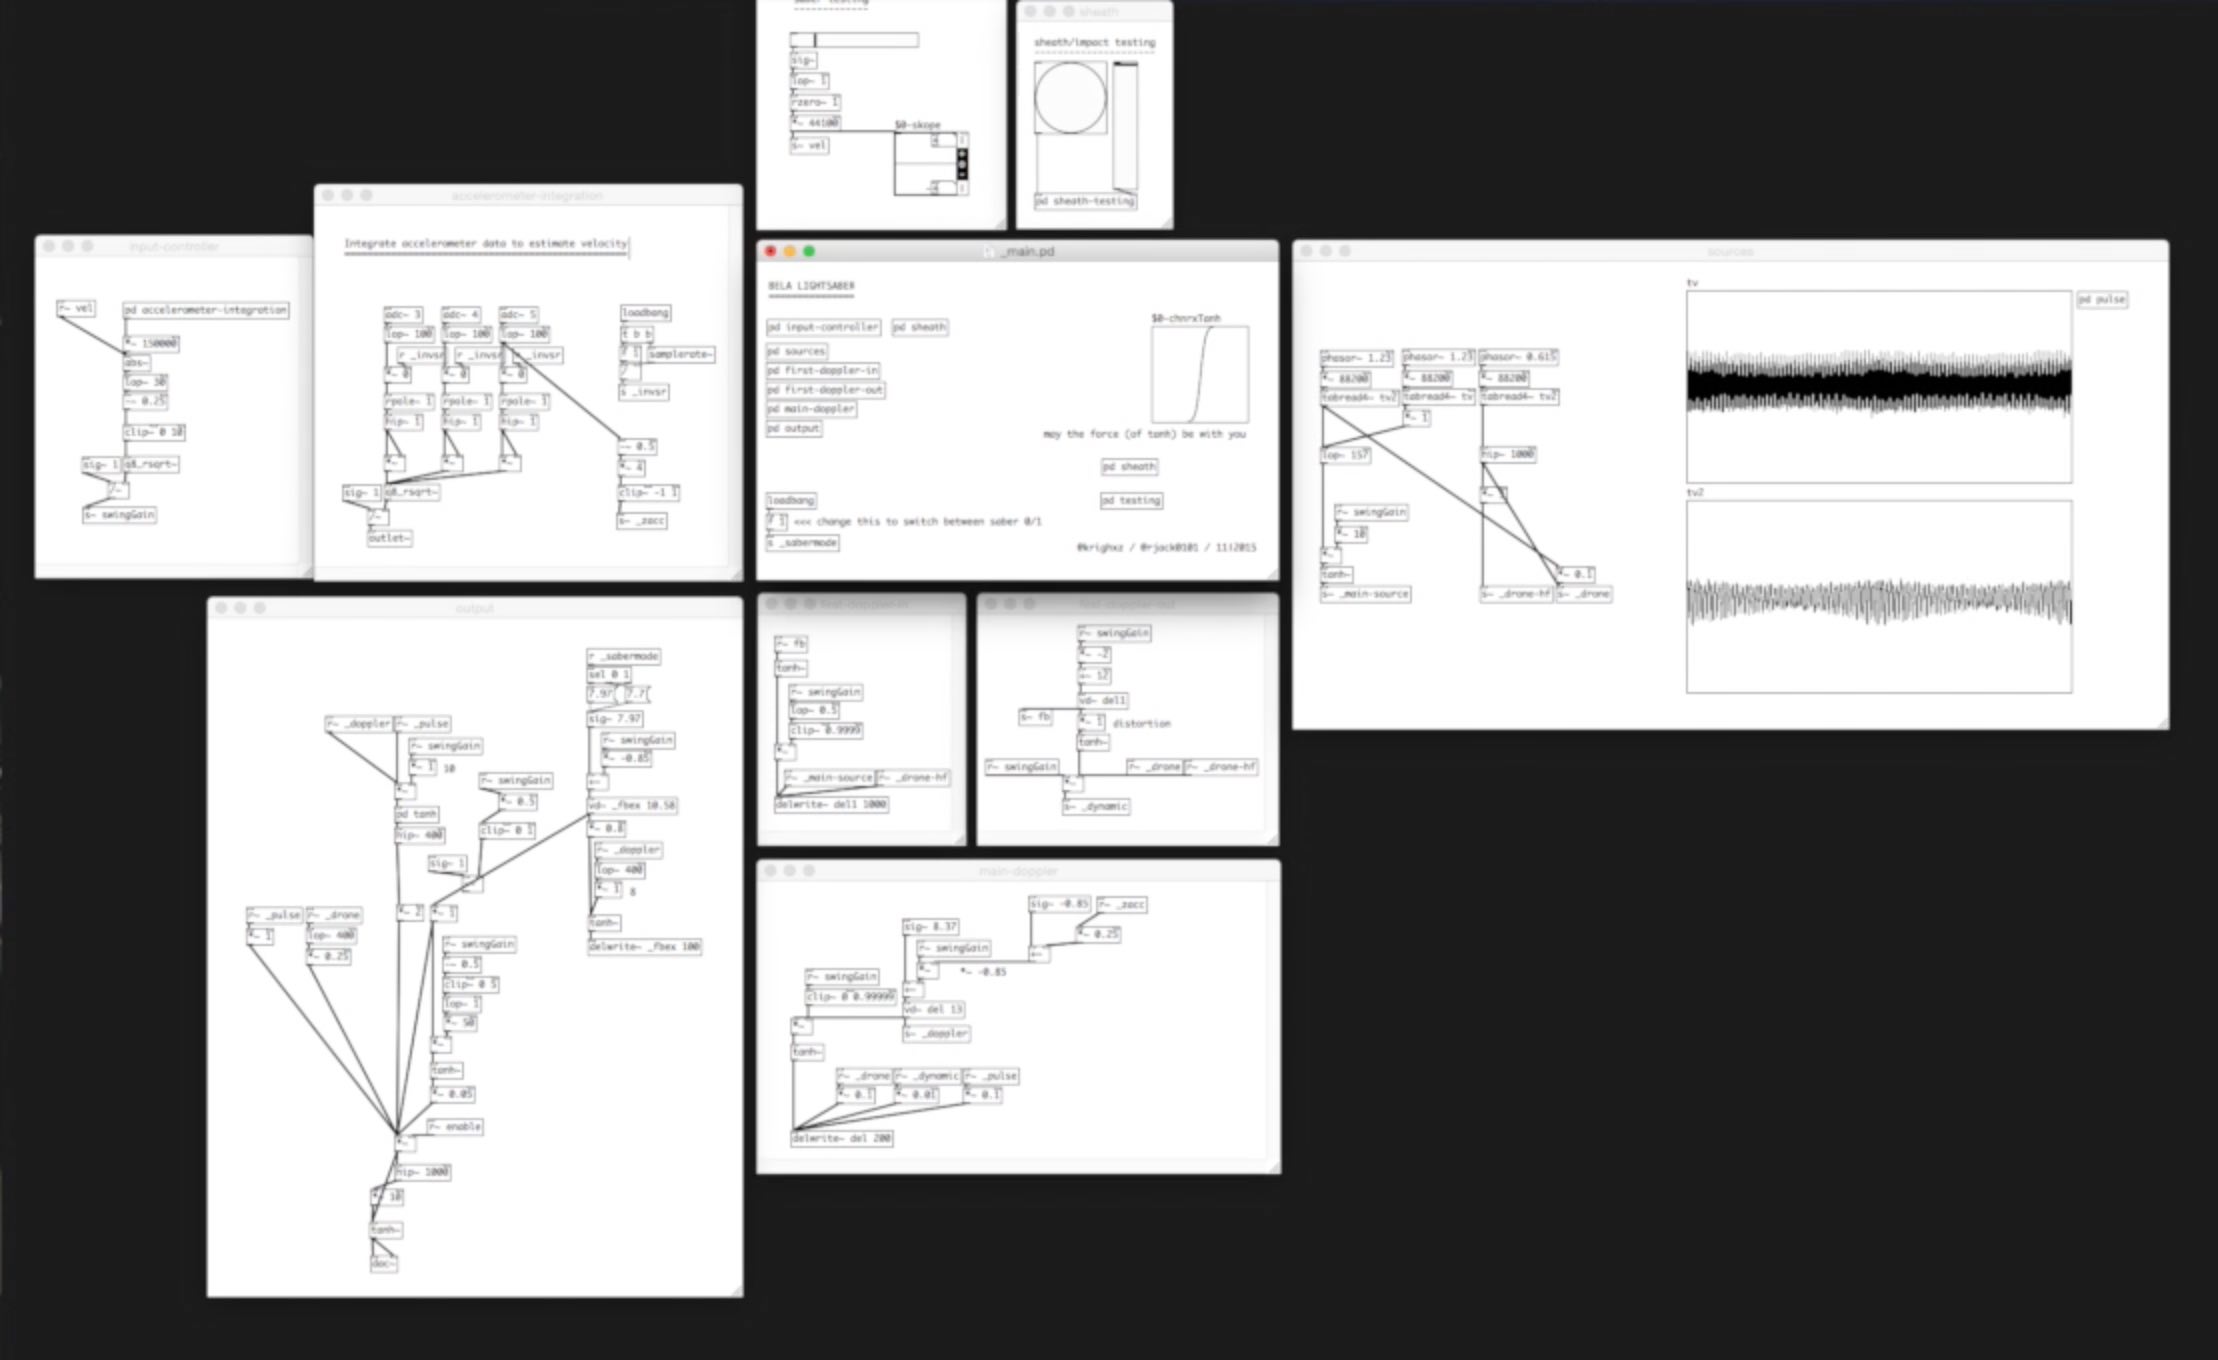 sig~
lop~ 1
rzero~ 1
*~ 44100
s~ vel
$0-skope
sheath
sheath/impact testing
pd sheath-testing
input-controller
r~ vel
pd accelerometer-integration
*~ 150000
abs~
lop~ 30
-~ 0.25
clip~ 0 10
sig~ 1
q8_rsqrt~
/~
s~ swingGain
accelerometer-integration
Integrate accelerometer data to estimate velocity
adc~ 3
adc~ 4
adc~ 5
lop~ 100
lop~ 100
lop~ 100
r _invsr
r _invsr
_invsr
*~ 0
*~ 0
*~ 0
rpole~ 1
rpole~ 1
rpole~ 1
hip~ 1
hip~ 1
hip~ 1
*~
*~
*~
sig~ 1
q8_rsqrt~
/~
outlet~
loadbang
t b b
f 1
samplerate~
/
s _invsr
-~ 0.5
*~ 4
clip~ -1 1
s~ _zacc
_main.pd
BELA LIGHTSABER
pd input-controller
pd sheath
pd sources
pd first-doppler-in
pd first-doppler-out
pd main-doppler
pd output
$0-chnrxTanh
may the force (of tanh) be with you
pd sheath
pd testing
loadbang
f 1
<<< change this to switch between saber 0/1
s _sabermode
@krighxz / @rjack0101 / 11|2015
sources
phasor~ 1.23
phasor~ 1.23
phasor~ 0.615
*~ 88200
*~ 88200
*~ 88200
tabread4~ tv2
tabread4~ tv
tabread4~ tv2
*~ 1
lop~ 157
hip~ 1000
r~ swingGain
*~ 10
*~
tanh~
s~ _main-source
*~ 0.1
s~ _drone-hf
s~ _drone
tv
tv2
pd pulse
output
r _sabermode
sel 0 1
7.97
7.7
sig~ 7.97
r~ swingGain
*~ -0.85
+~
vd~ _fbex 10.58
*~ 0.8
r~ _doppler
lop~ 400
*~ 1
8
tanh~
delwrite~ _fbex 100
r~ _doppler
r~ _pulse
r~ swingGain
*~ 1
10
*~
pd tanh
hip~ 400
r~ swingGain
*~ 0.5
clip~ 0 1
sig~ 1
r~ _pulse
r~ _drone
*~ 1
lop~ 400
*~ 0.25
*~ 2
*~ 1
r~ swingGain
-~ 0.5
clip~ 0 5
lop~ 1
*~ 50
*~
tanh~
*~ 0.05
r~ enable
*~
hip~ 1000
*~ 10
tanh~
dac~
first-doppler-in
r~ fb
tanh~
r~ swingGain
lop~ 0.5
clip~ 0.9999
*~
r~ _main-source
r~ _drone-hf
delwrite~ del1 1000
first-doppler-out
r~ swingGain
*~ -2
+~ 12
vd~ del1
s~ fb
*~ 1
distortion
tanh~
r~ swingGain
r~ _drone
r~ _drone-hf
*~
s~ _dynamic
main-doppler
sig~ -0.85
r~ _zacc
*~ 0.25
+~
sig~ 8.37
r~ swingGain
*~
*~ -0.85
r~ swingGain
+~
clip~ 0 0.99999
vd~ del 13
*~
s~ _doppler
tanh~
r~ _drone
r~ _dynamic
r~ _pulse
*~ 0.1
*~ 0.01
*~ 0.1
delwrite~ del 200